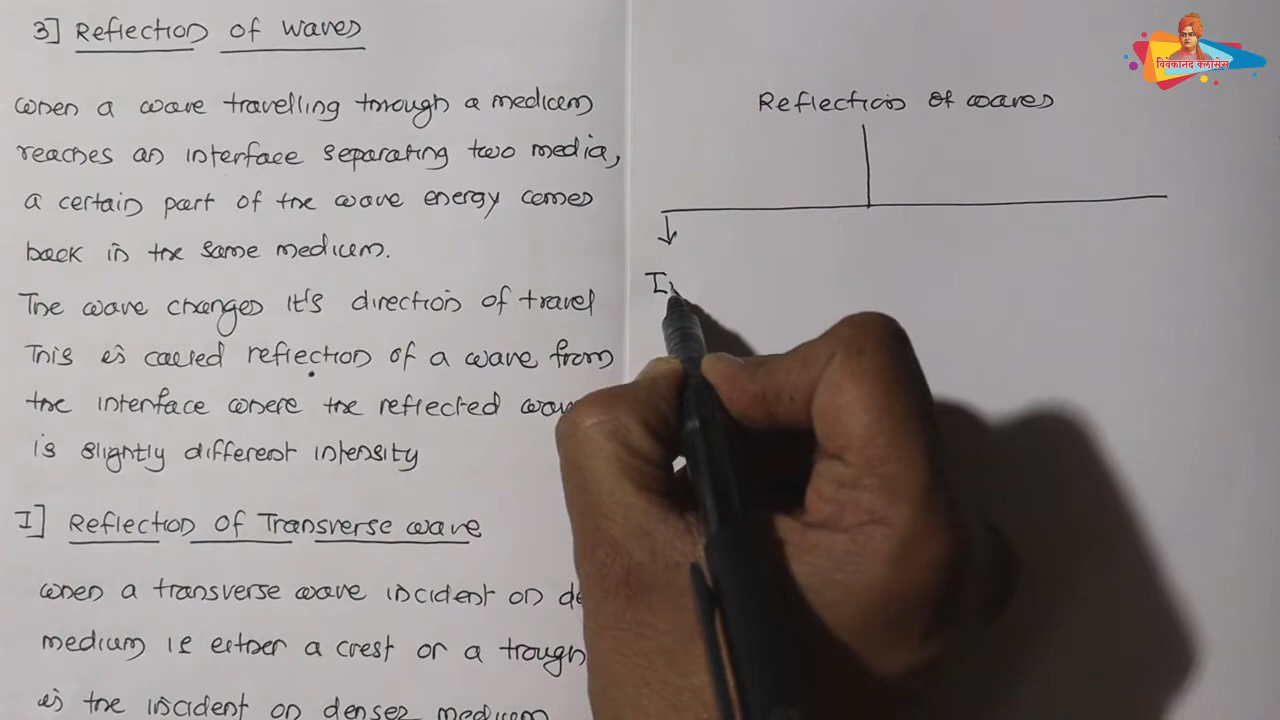 3] Reflection of waves
when a wave travelling through a medium
reaches an interface separating two media,
a certain part of the wave energy comes
back in the same medium.
The wave changes it's direction of travel
This is called reflection of a wave from
the interface where the reflected
is slightly different intensity
I] Reflection of Transverse wave
when a transverse wave incident on
medium ie either a crest or a trough
is the incident on denser medium
Reflection of waves
विवेकानंद क्लासेस